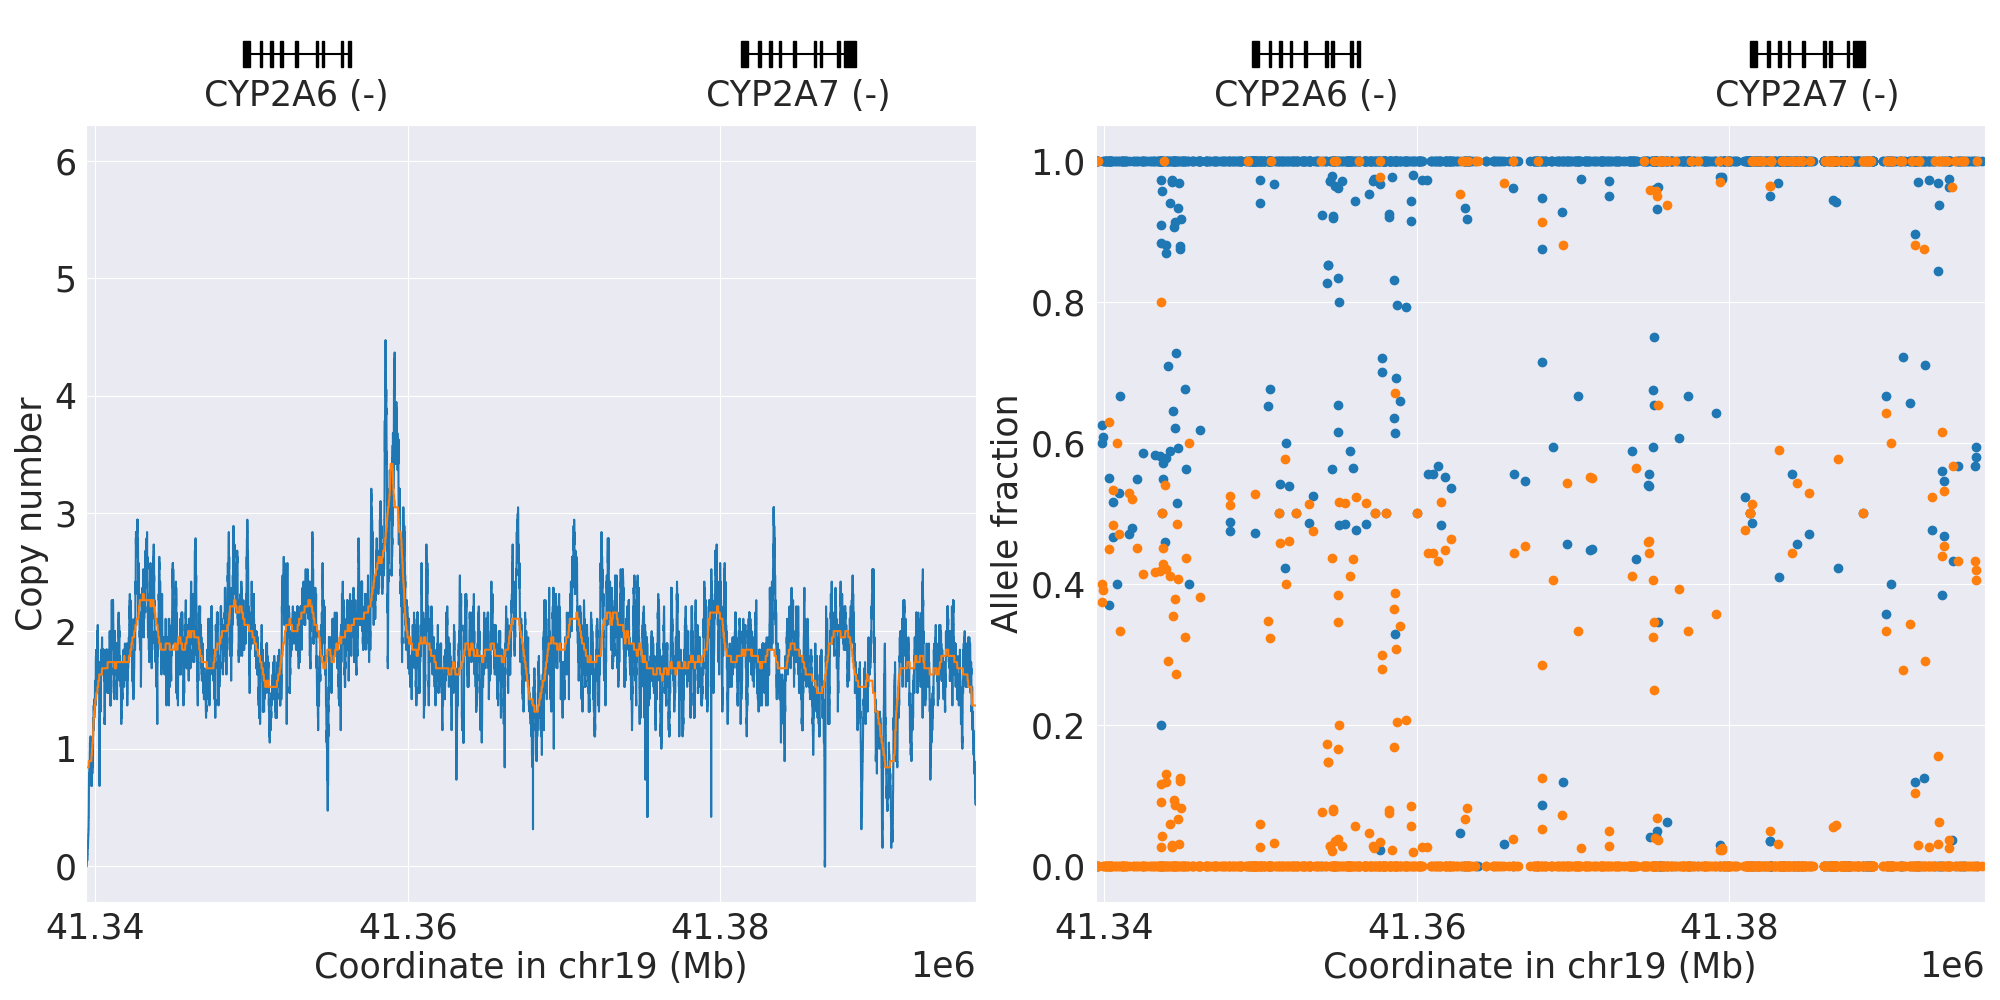 CYP2A6 (-)
CYP2A7 (-)
6
5
4
3
2
1
0
Copy number
41.34
41.36
41.38
Coordinate in chr19 (Mb)
1e6
CYP2A6 (-)
CYP2A7 (-)
1.0
0.8
0.6
0.4
0.2
0.0
Allele fraction
41.34
41.36
41.38
Coordinate in chr19 (Mb)
1e6